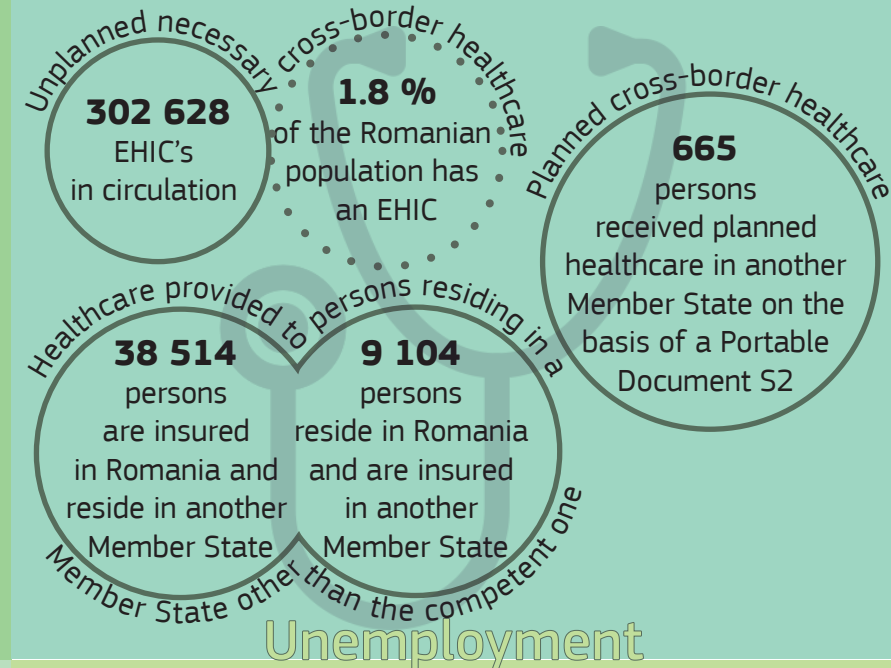 Unplanned necessary cross-border healthcare
302 628
EHIC's
in circulation
1.8 %
of the Romanian
population has
an EHIC
Planned cross-border healthcare
665
persons
received planned
healthcare in another
Member State on the
basis of a Portable
Document S2
Healthcare provided to persons residing in a
38 514
persons
are insured
in Romania and
reside in another
Member State
9 104
persons
reside in Romania
and are insured
in another
Member State
Member State other than the competent one
Unemployment